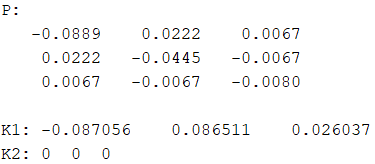 P:
-0.0889 0.0222 0.0067
0.0222 -0.0445 -0.0067
0.0067 -0.0067 -0.0080
K1: -0.087056 0.086511 0.026037
K2: 0 0 0